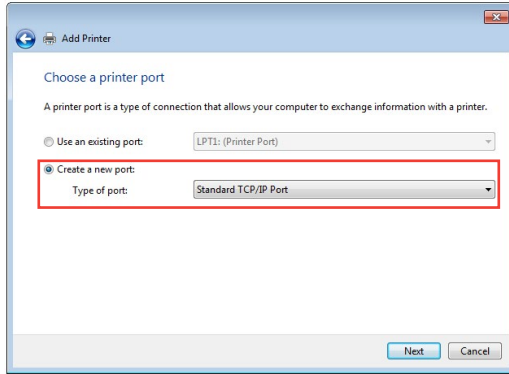 Add Printer
Choose a printer port
A printer port is a type of connection that allows your computer to exchange information with a printer.
Use an existing port: LPT1: (Printer Port)
Create a new port:
Type of port: Standard TCP/IP Port
Next Cancel